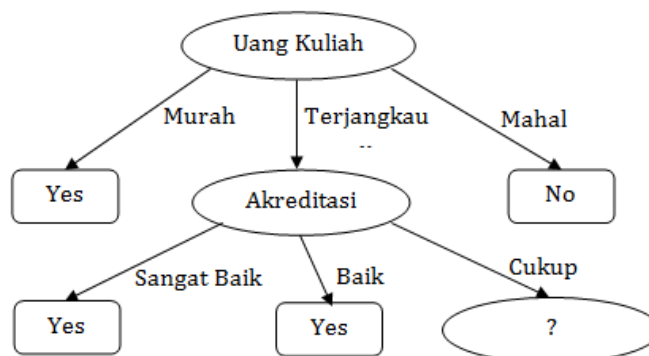 Uang Kuliah
Murah
Terjangkau
Mahal
--
Yes
Akreditasi
No
Sangat Baik
Baik
Cukup
Yes
Yes
?